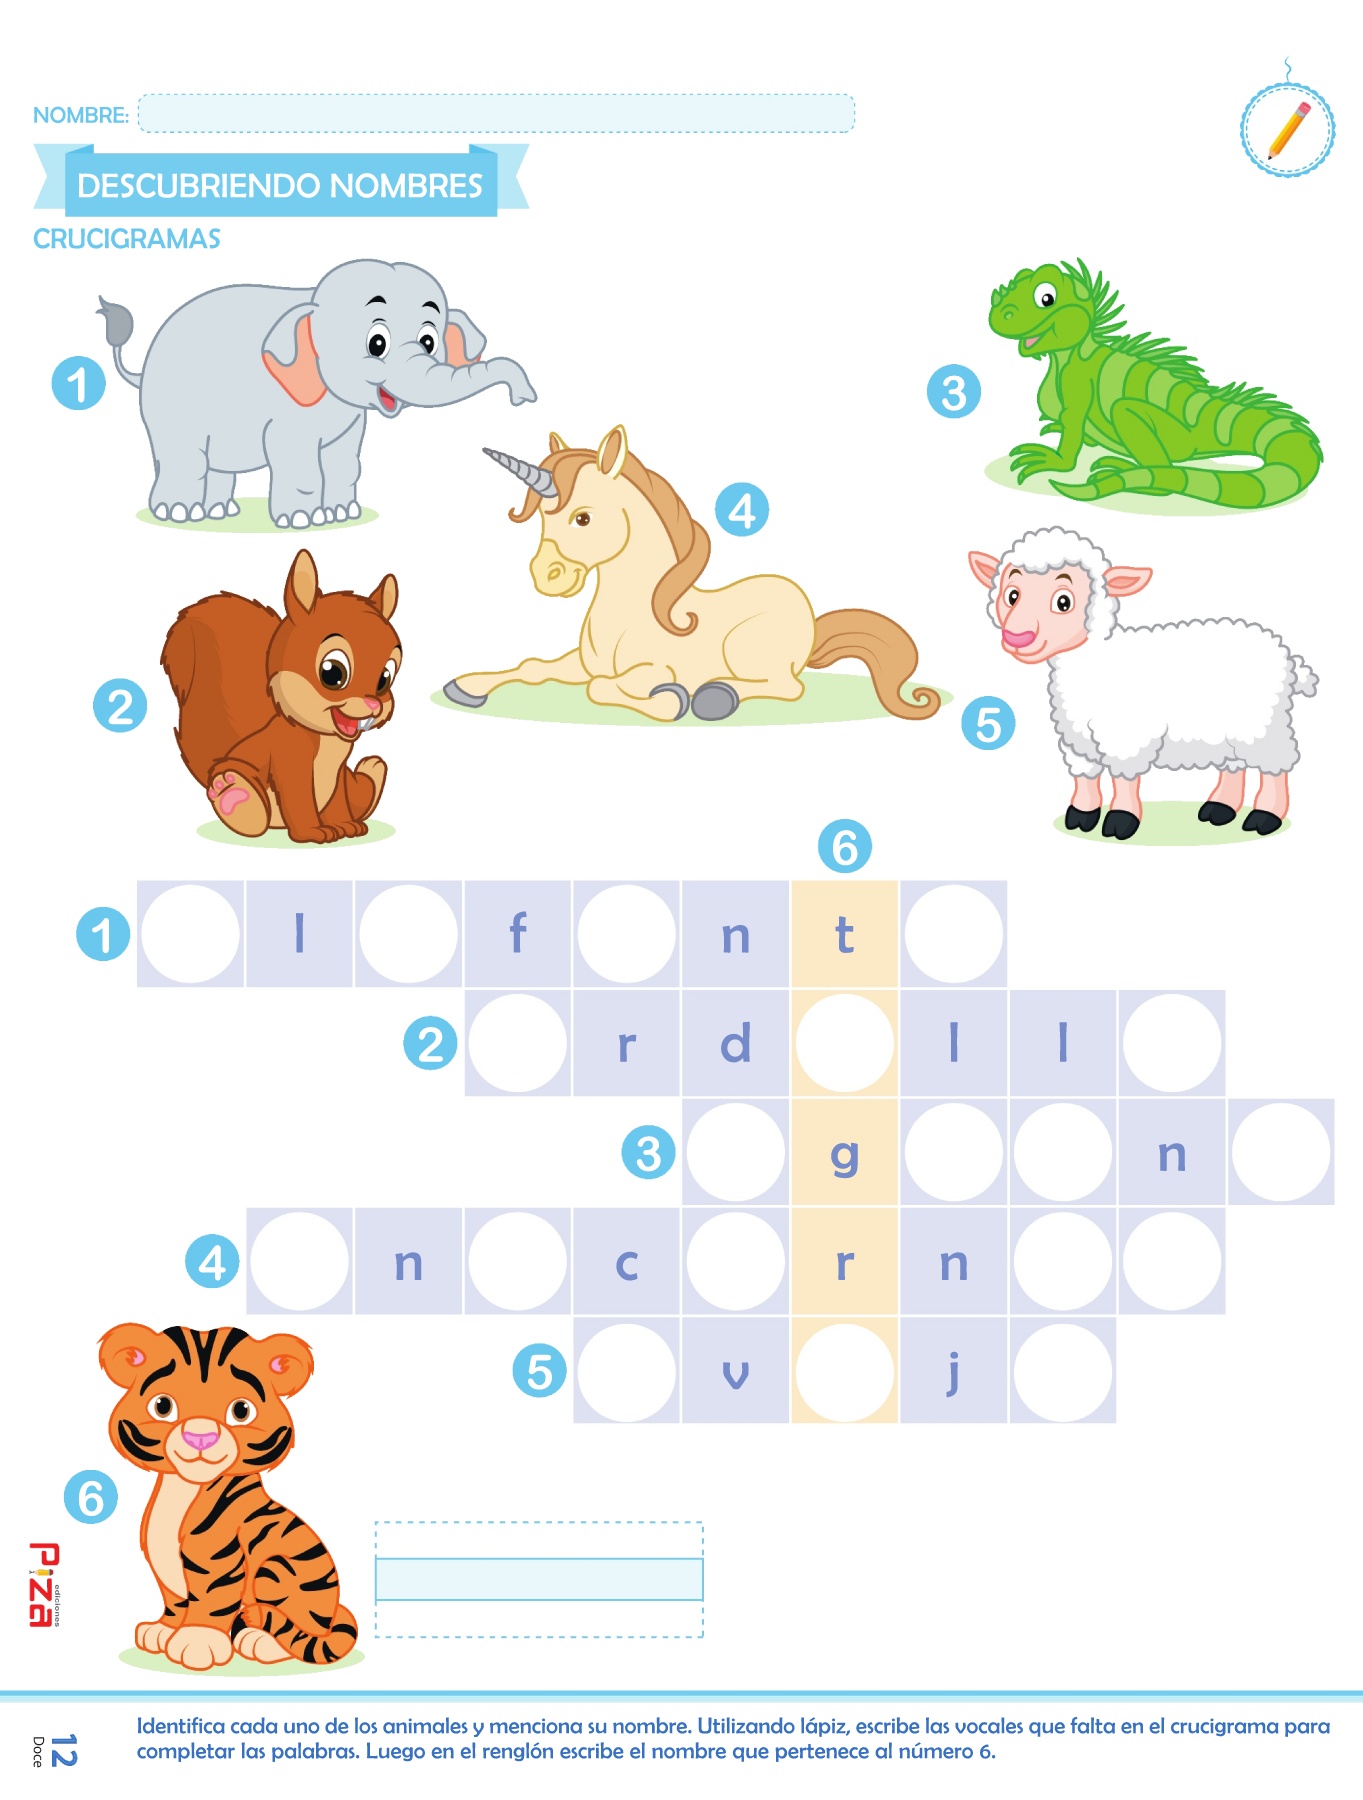 NOMBRE:
DESCUBRIENDO NOMBRES
CRUCIGRAMAS
1
3
4
2
5
6
1 l f n t
2 r d l l
3 g n
4 n c r n
5 v j
6
Piza
ediciones
12
Doce
Identifica cada uno de los animales y menciona su nombre. Utilizando lápiz, escribe las vocales que falta en el crucigrama para
completar las palabras. Luego en el renglón escribe el nombre que pertenece al número 6.